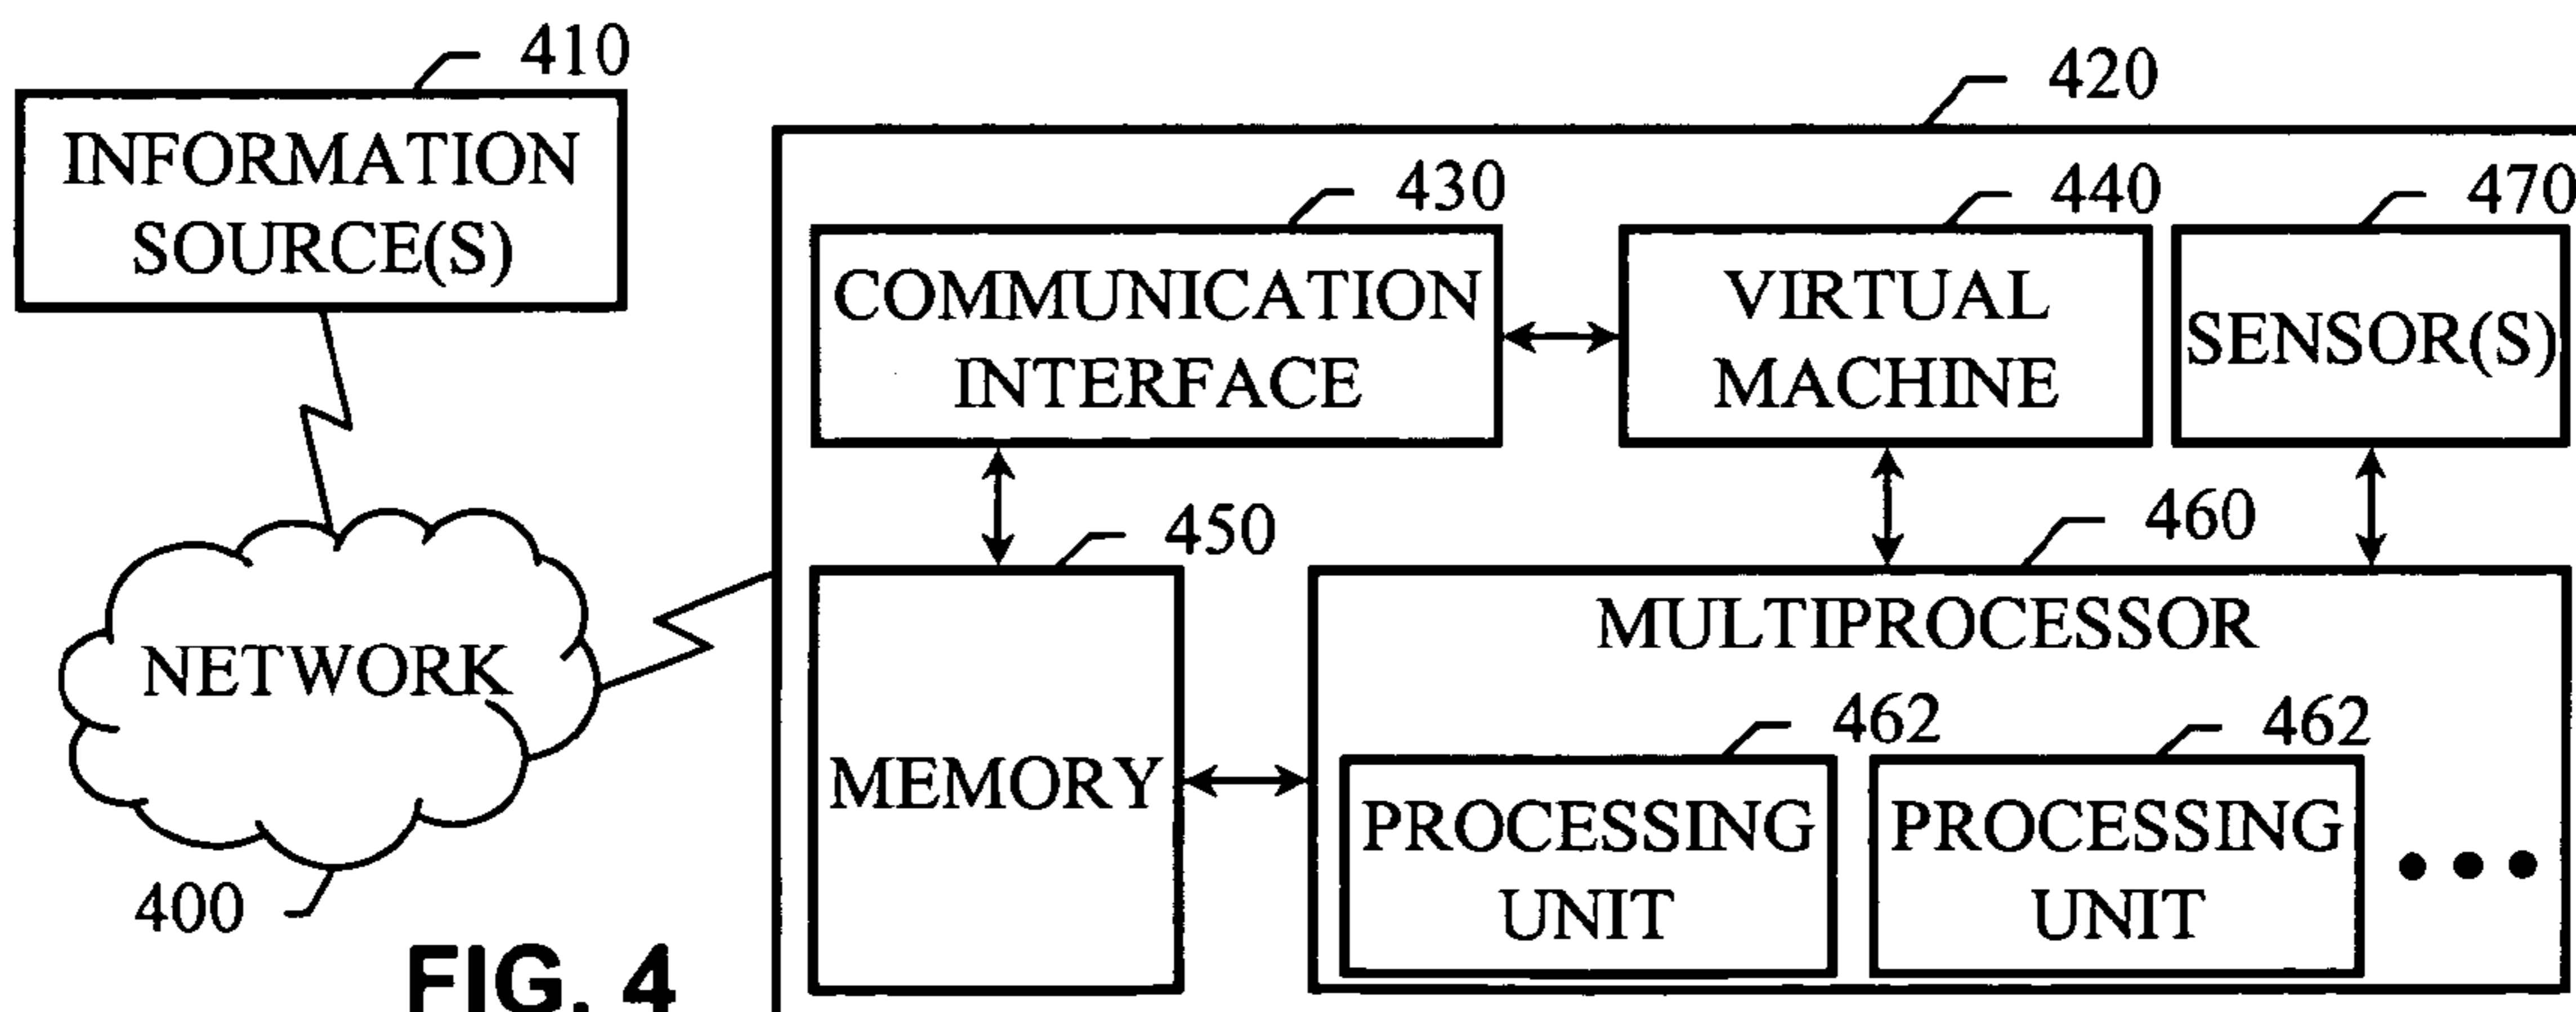 410
INFORMATION
SOURCE(S)
420
430
COMMUNICATION
INTERFACE
440
VIRTUAL
MACHINE
470
SENSOR(S)
NETWORK
400
450
MEMORY
460
MULTIPROCESSOR
462
PROCESSING
UNIT
462
PROCESSING
UNIT
FIG. 4